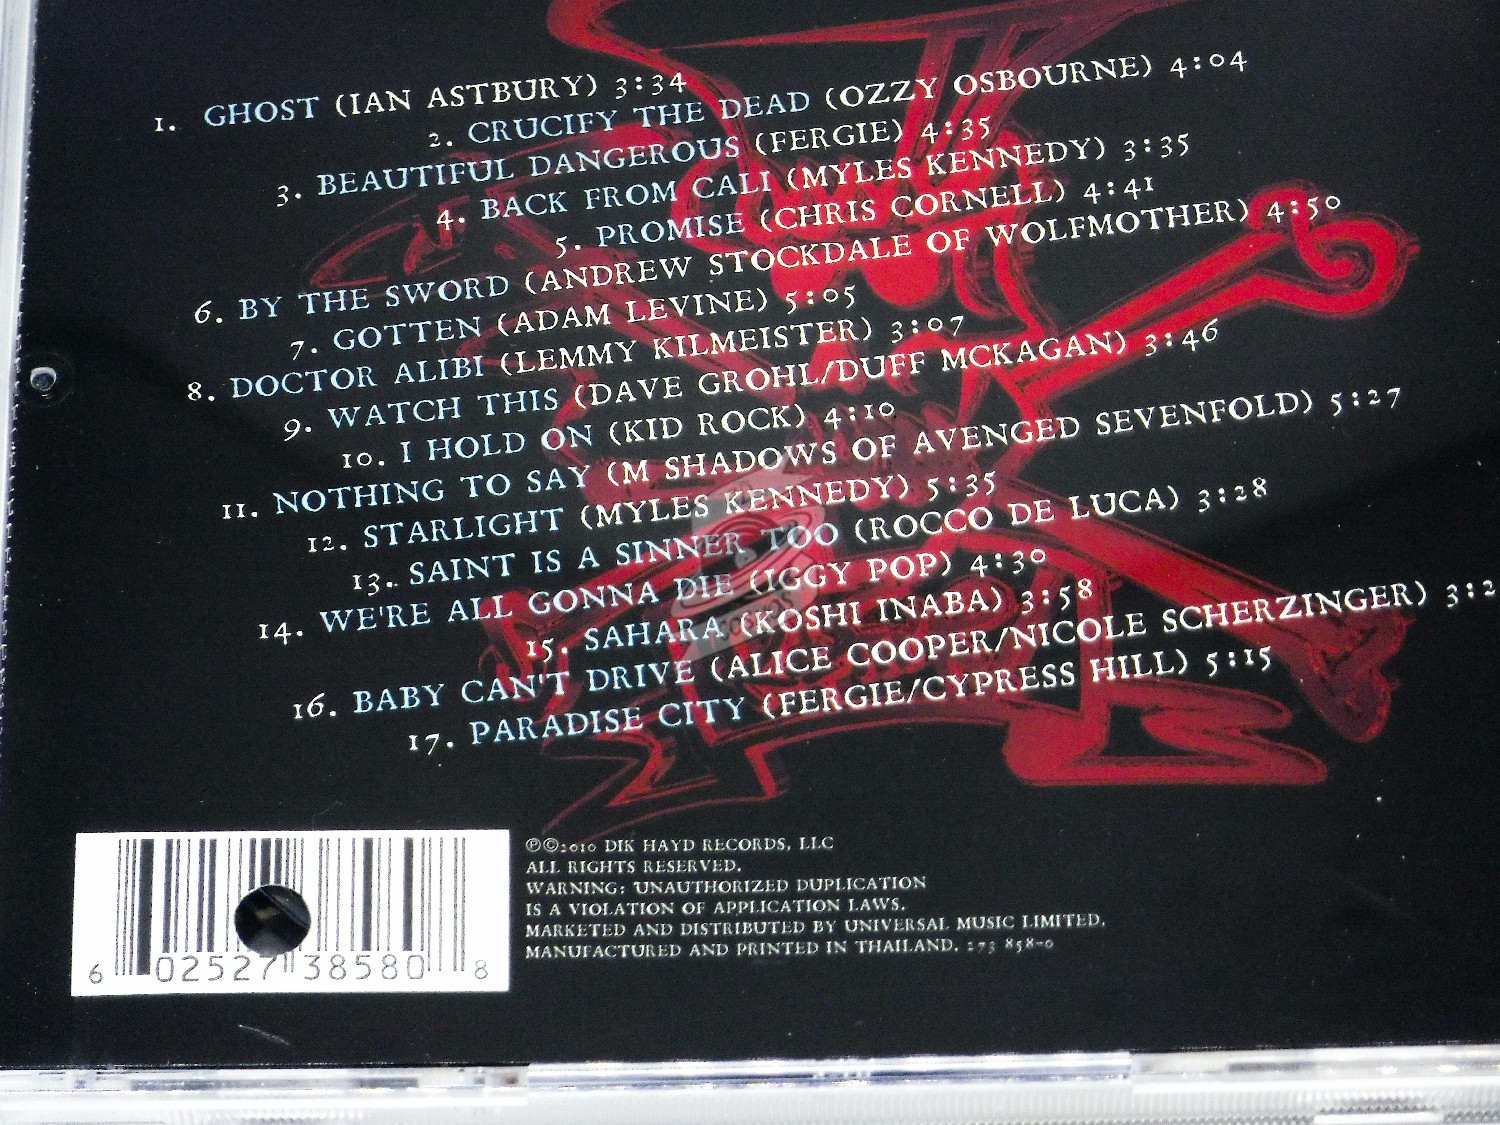 1. GHOST (IAN ASTBURY) 3:34
2. CRUCIFY THE DEAD (OZZY OSBOURNE) 4:04
3. BEAUTIFUL DANGEROUS (FERGIE) 4:35
4. BACK FROM CALI (MYLES KENNEDY) 3:35
5. PROMISE (CHRIS CORNELL) 4:41
6. BY THE SWORD (ANDREW STOCKDALE OF WOLFMOTHER) 4:50
7. GOTTEN (ADAM LEVINE) 5:05
8. DOCTOR ALIBI (LEMMY KILMEISTER) 3:07
9. WATCH THIS (DAVE GROHL/DUFF MCKAGAN) 3:46
10. I HOLD ON (KID ROCK) 4:10
11. NOTHING TO SAY (M SHADOWS OF AVENGED SEVENFOLD) 5:27
12. STARLIGHT (MYLES KENNEDY) 5:35
13. SAINT IS A SINNER TOO (ROCCO DE LUCA) 3:28
14. WE'RE ALL GONNA DIE (IGGY POP) 4:30
15. SAHARA (KOSHI INABA) 3:58
16. BABY CAN'T DRIVE (ALICE COOPER/NICOLE SCHERZINGER)
17. PARADISE CITY (FERGIE/CYPRESS HILL) 5:15
℗©2010 DIK HAYD RECORDS, LLC
ALL RIGHTS RESERVED.
WARNING: UNAUTHORIZED DUPLICATION
IS A VIOLATION OF APPLICATION LAWS.
MARKETED AND DISTRIBUTED BY UNIVERSAL MUSIC LIMITED.
MANUFACTURED AND PRINTED IN THAILAND. 273 858-0
6 02527 38580 8